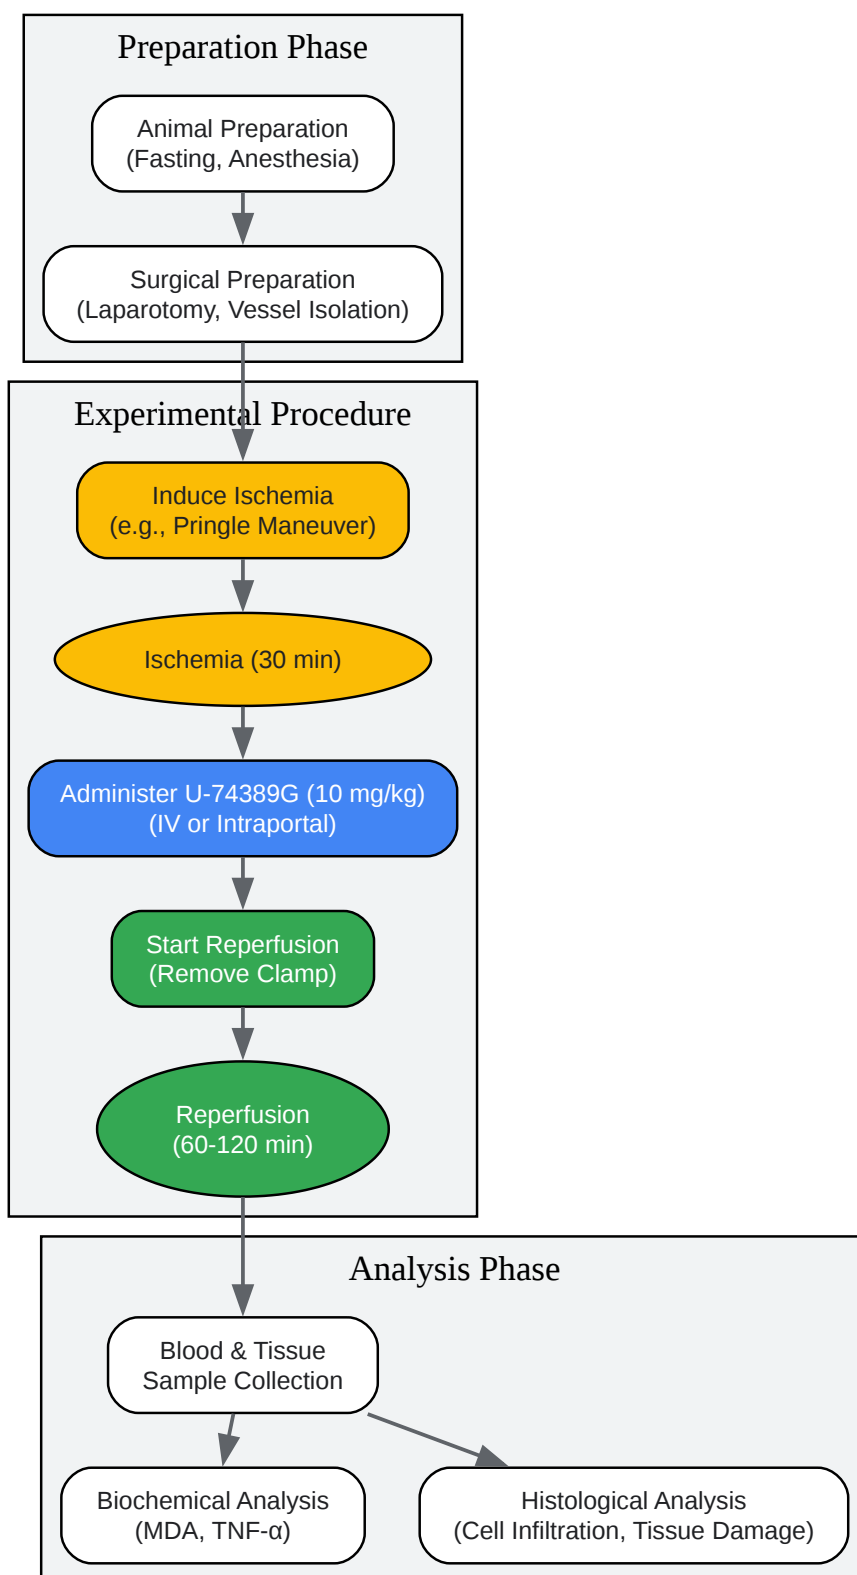 Preparation Phase
Animal Preparation
(Fasting, Anesthesia)
Surgical Preparation
(Laparotomy, Vessel Isolation)
Experimental Procedure
Induce Ischemia
(e.g., Pringle Maneuver)
Ischemia (30 min)
Administer U-74389G (10 mg/kg)
(IV or Intraportal)
Start Reperfusion
(Remove Clamp)
Reperfusion
(60-120 min)
Analysis Phase
Blood & Tissue
Sample Collection
Biochemical Analysis
(MDA, TNF-α)
Histological Analysis
(Cell Infiltration, Tissue Damage)